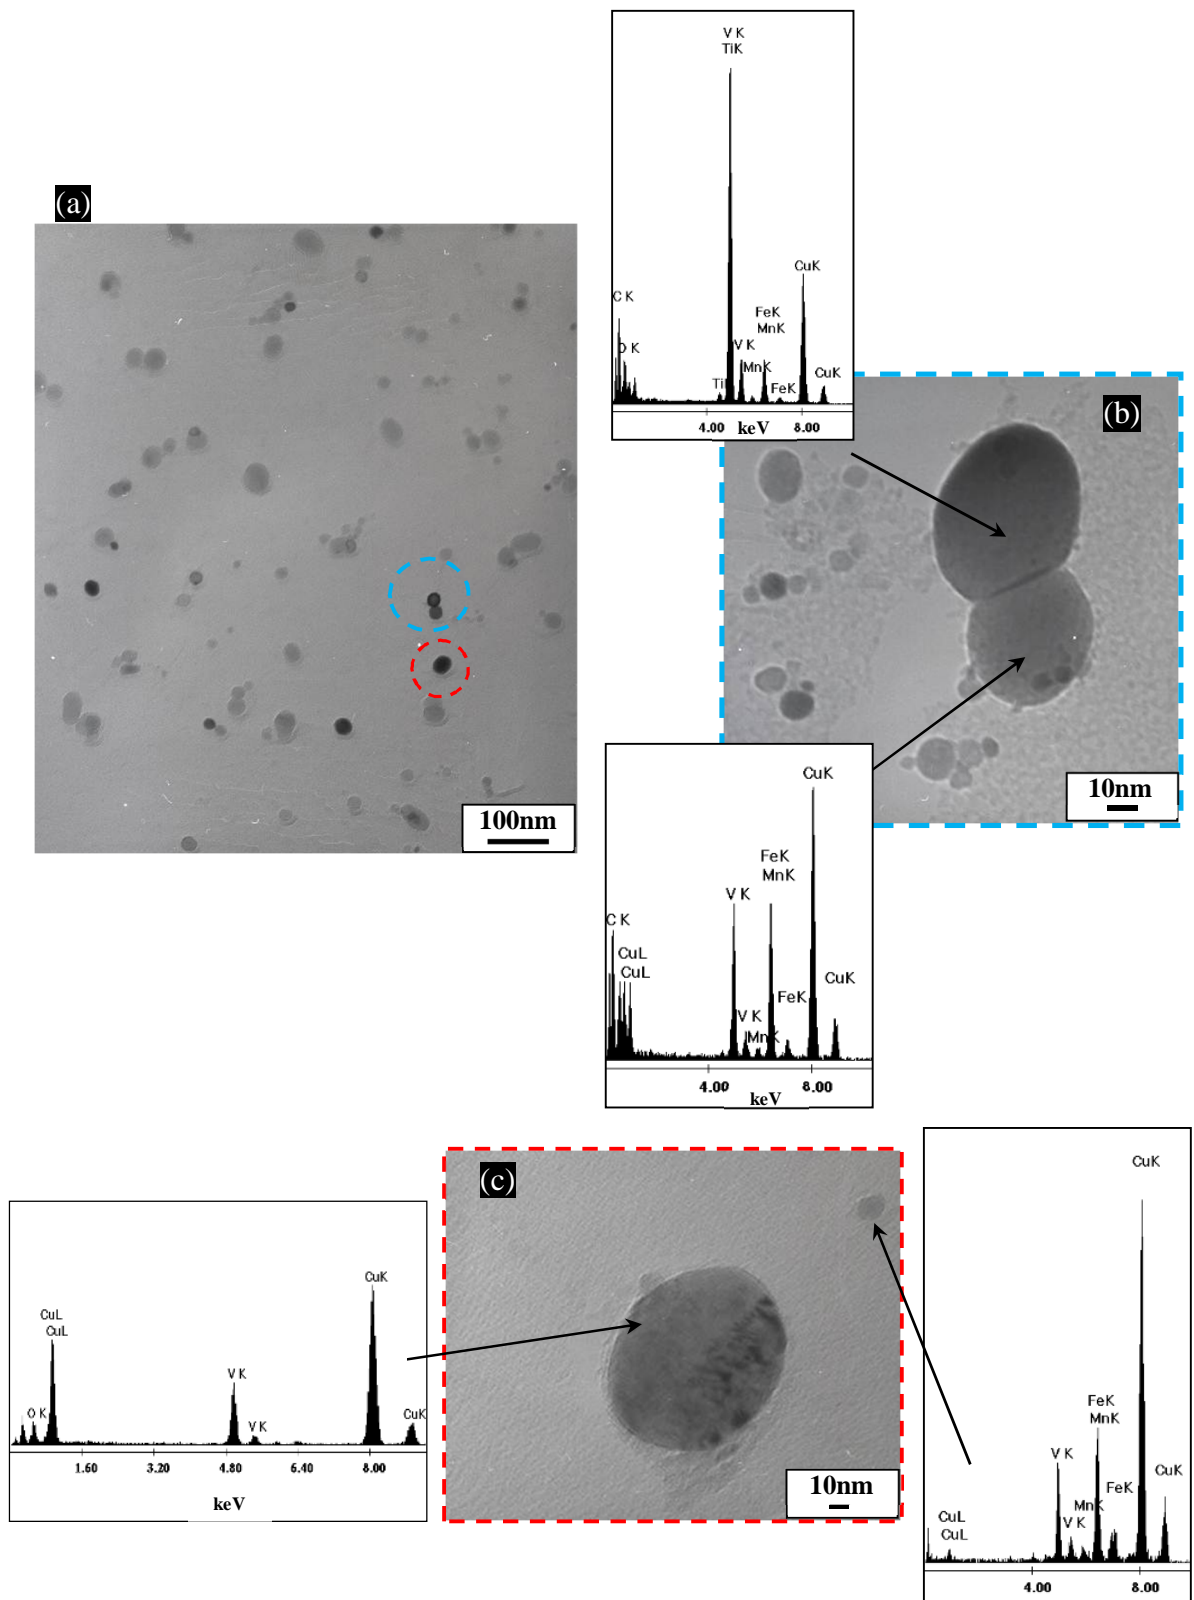 (a)
100nm
V K
TiK
C K
O K
CuK
FeK
MnK
V K
MnK
TiK
FeK
CuK
4.00
keV
8.00
(b)
10nm
CuK
FeK
MnK
V K
C K
CuL
CuL
V K
MnK
FeK
CuK
4.00
8.00
keV
(c)
10nm
CuL
CuL
O K
V K
V K
CuK
CuK
1.60
3.20
4.80
6.40
8.00
keV
CuK
FeK
MnK
V K
CuL
CuL
V K
MnK
FeK
CuK
4.00
8.00